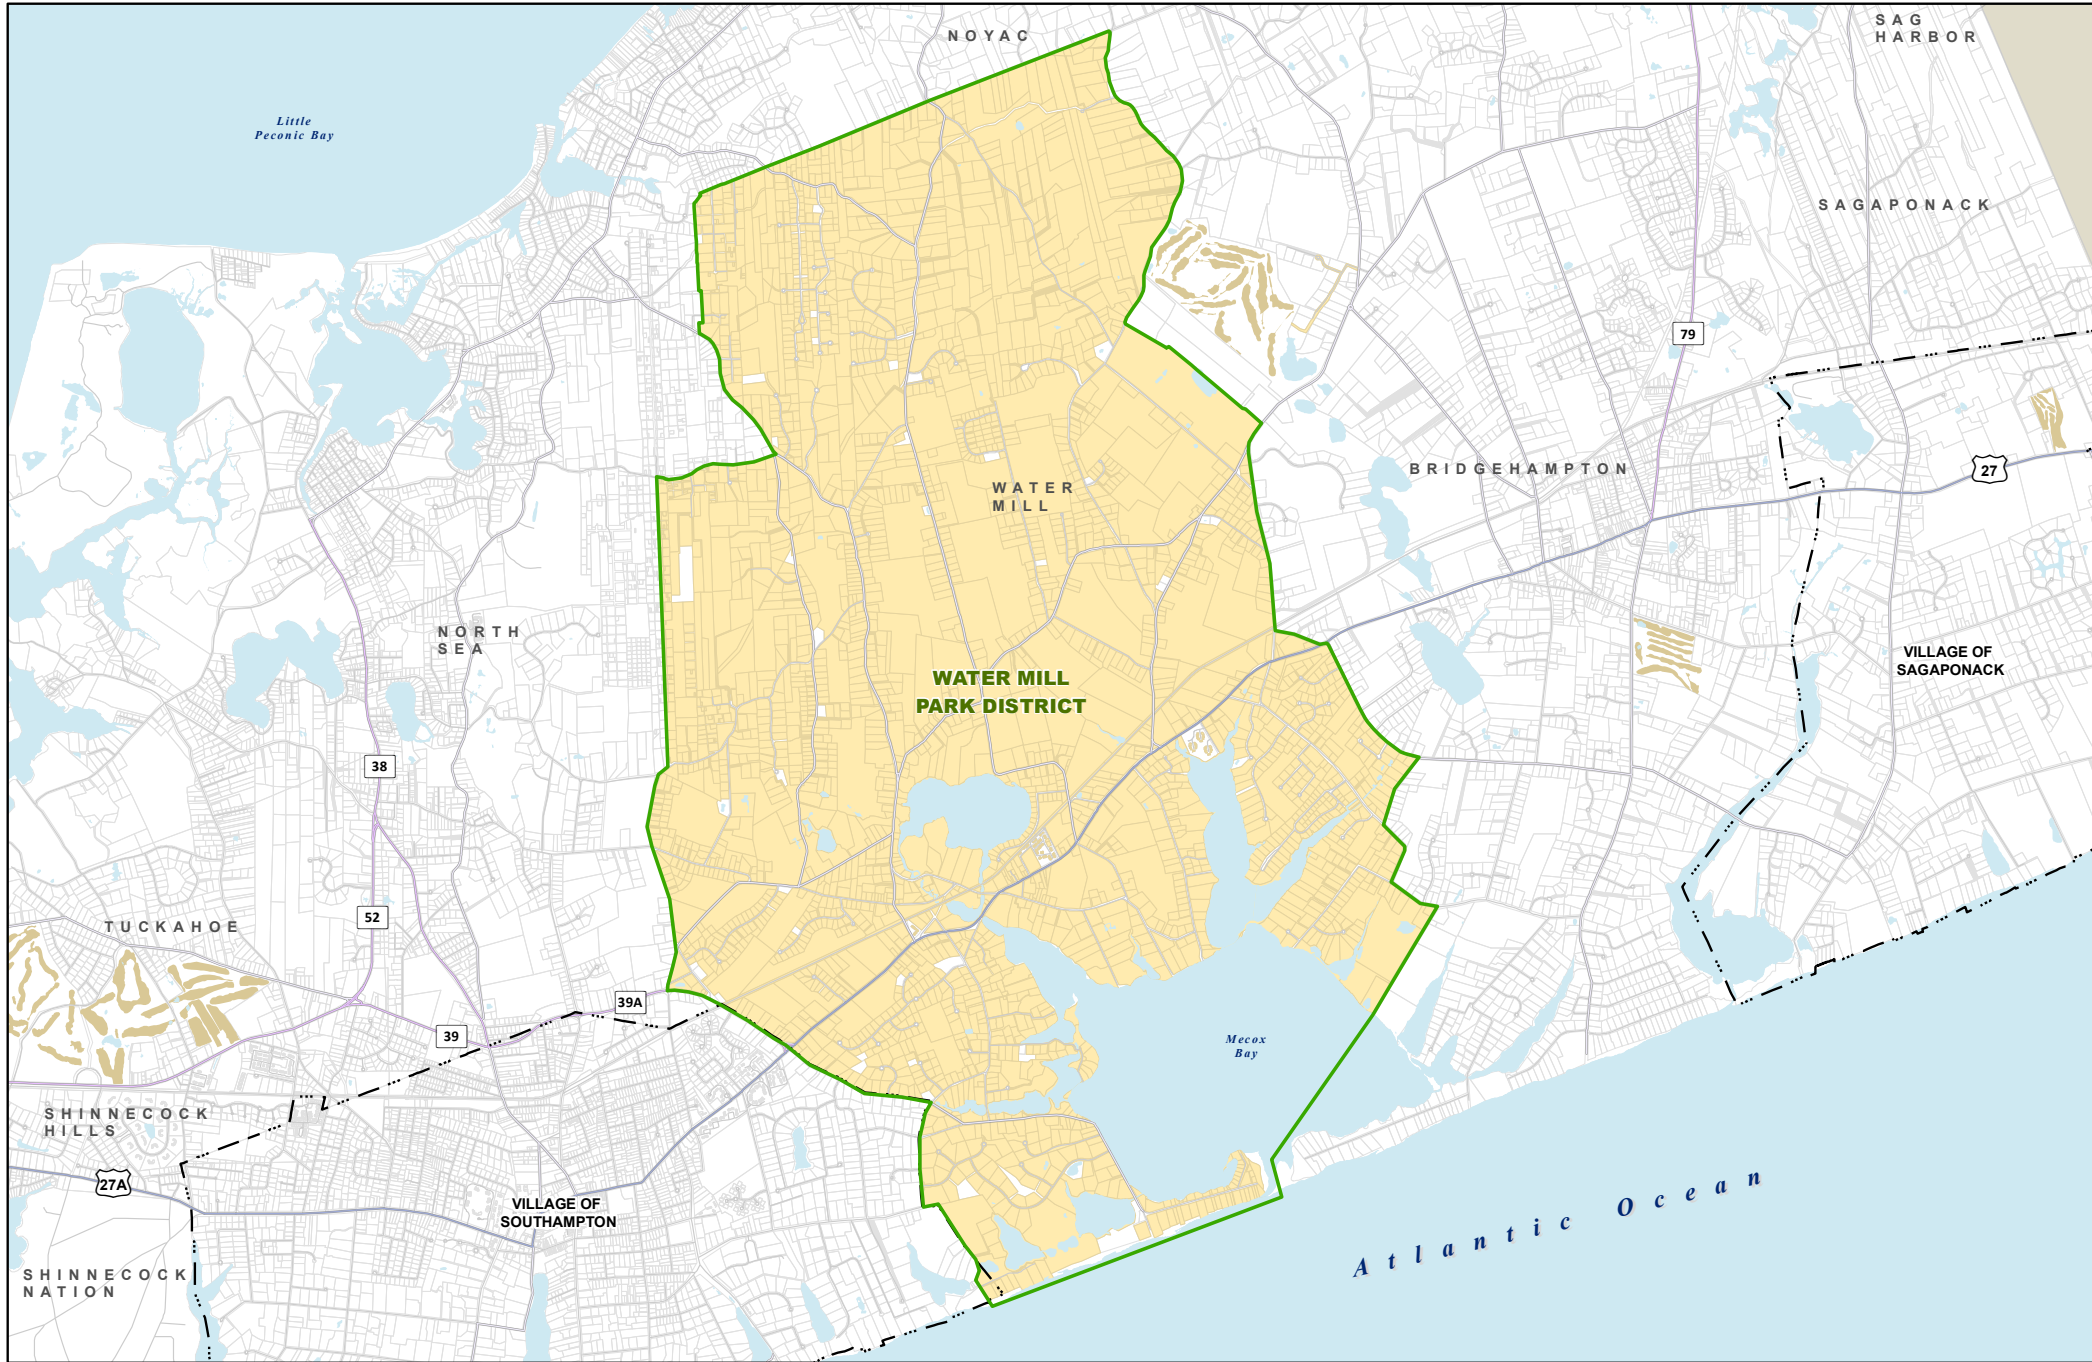 SAG
HARBOR
NOYAC
Little
Peconic Bay
SAGAPONACK
79
BRIDGEHAMPTON
27
WATER
MILL
NORTH
SEA
VILLAGE OF
SAGAPONACK
WATER MILL
PARK DISTRICT
38
52
TUCKAHOE
39A
39
Mecox
Bay
SHINNECOCK
HILLS
27A
VILLAGE OF
SOUTHAMPTON
Atlantic Ocean
SHINNECOCK
NATION